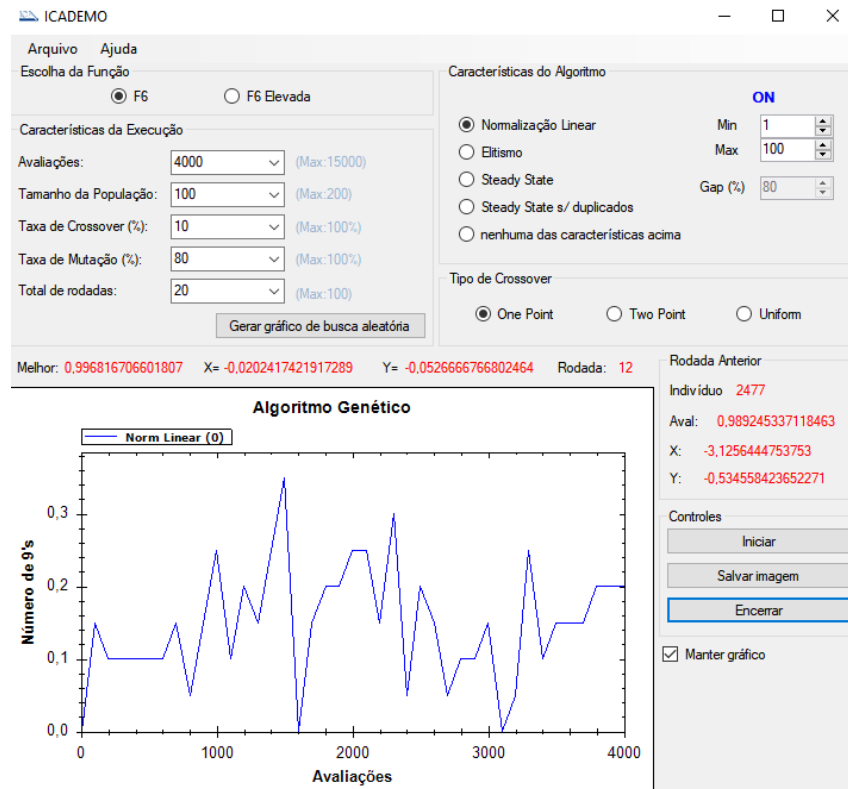 ICADEMO
Arquivo Ajuda
Escolha da Função
F6 F6 Elevada
Características da Execução
Avaliações: 4000 (Max:15000)
Tamanho da População: 100 (Max:200)
Taxa de Crossover (%): 10 (Max:100%)
Taxa de Mutação (%): 80 (Max:100%)
Total de rodadas: 20 (Max:100)
Gerar gráfico de busca aleatória
Características do Algoritmo
ON
Normalização Linear Min 1
Elitismo Max 100
Steady State Gap (%) 80
Steady State s/ duplicados
nenhuma das características acima
Tipo de Crossover
One Point Two Point Uniform
Melhor: 0,996816706601807 X= -0,0202417421917289 Y= -0,0526666766802464 Rodada: 12
Algoritmo Genético
Norm Linear (0)
Número de 9's
0,3
0,2
0,1
0,0
0 1000 2000 3000 4000
Avaliações
Rodada Anterior
Indivíduo 2477
Aval: 0,989245337118463
X: -3,1256444753753
Y: -0,534558423652271
Controles
Iniciar
Salvar imagem
Encerrar
Manter gráfico